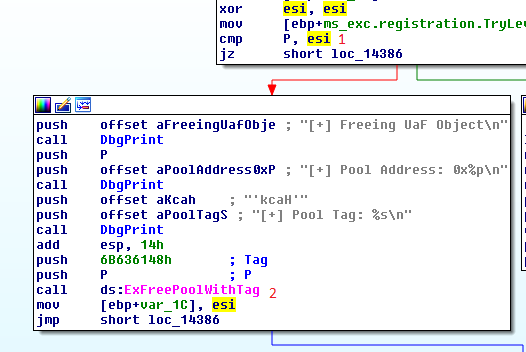 xor     esi, esi
mov     [ebp+ms_exc.registration.TryLe
cmp     P, esi 1
jz      short loc_14386
push    offset aFreeingUafObje ; "[+] Freeing UaF Object\n"
call    DbgPrint
push    P
push    offset aPoolAddress0xP ; "[+] Pool Address: 0x%p\n"
call    DbgPrint
push    offset aKcah    ; "'kcaH'"
push    offset aPoolTagS ; "[+] Pool Tag: %s\n"
call    DbgPrint
add     esp, 14h
push    6B636148h       ; Tag
push    P               ; P
call    ds:ExFreePoolWithTag 2
mov     [ebp+var_1C], esi
jmp     short loc_14386